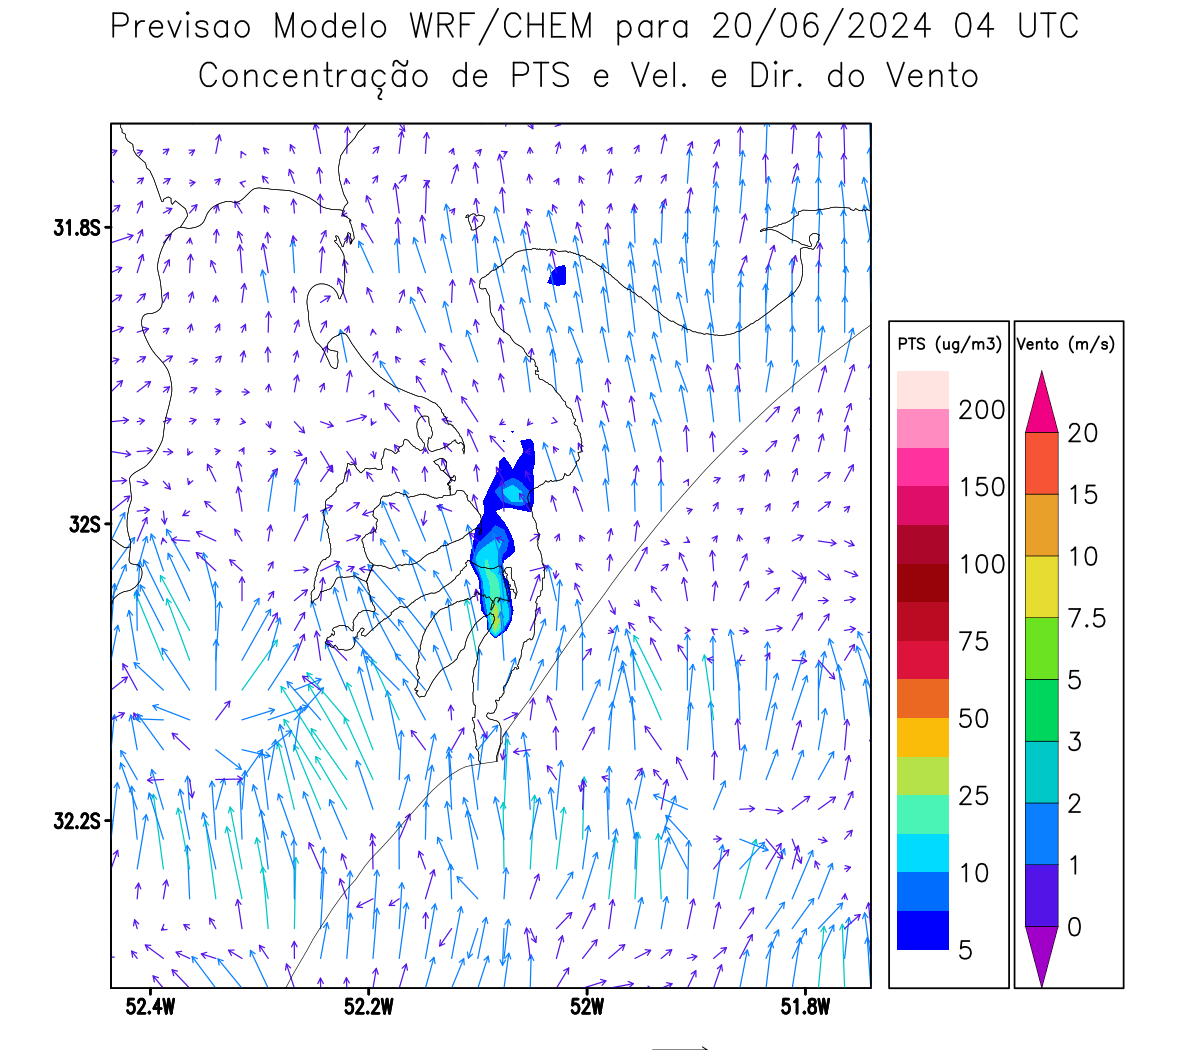 Previsao Modelo WRF/CHEM para 20/06/2024 04 UTC
Concentração de PTS e Vel. e Dir. do Vento
31.8S
32S
32.2S
52.4W
52.2W
52W
51.8W
PTS (ug/m3)
200
150
100
75
50
25
10
5
Vento (m/s)
20
15
10
7.5
5
3
2
1
0